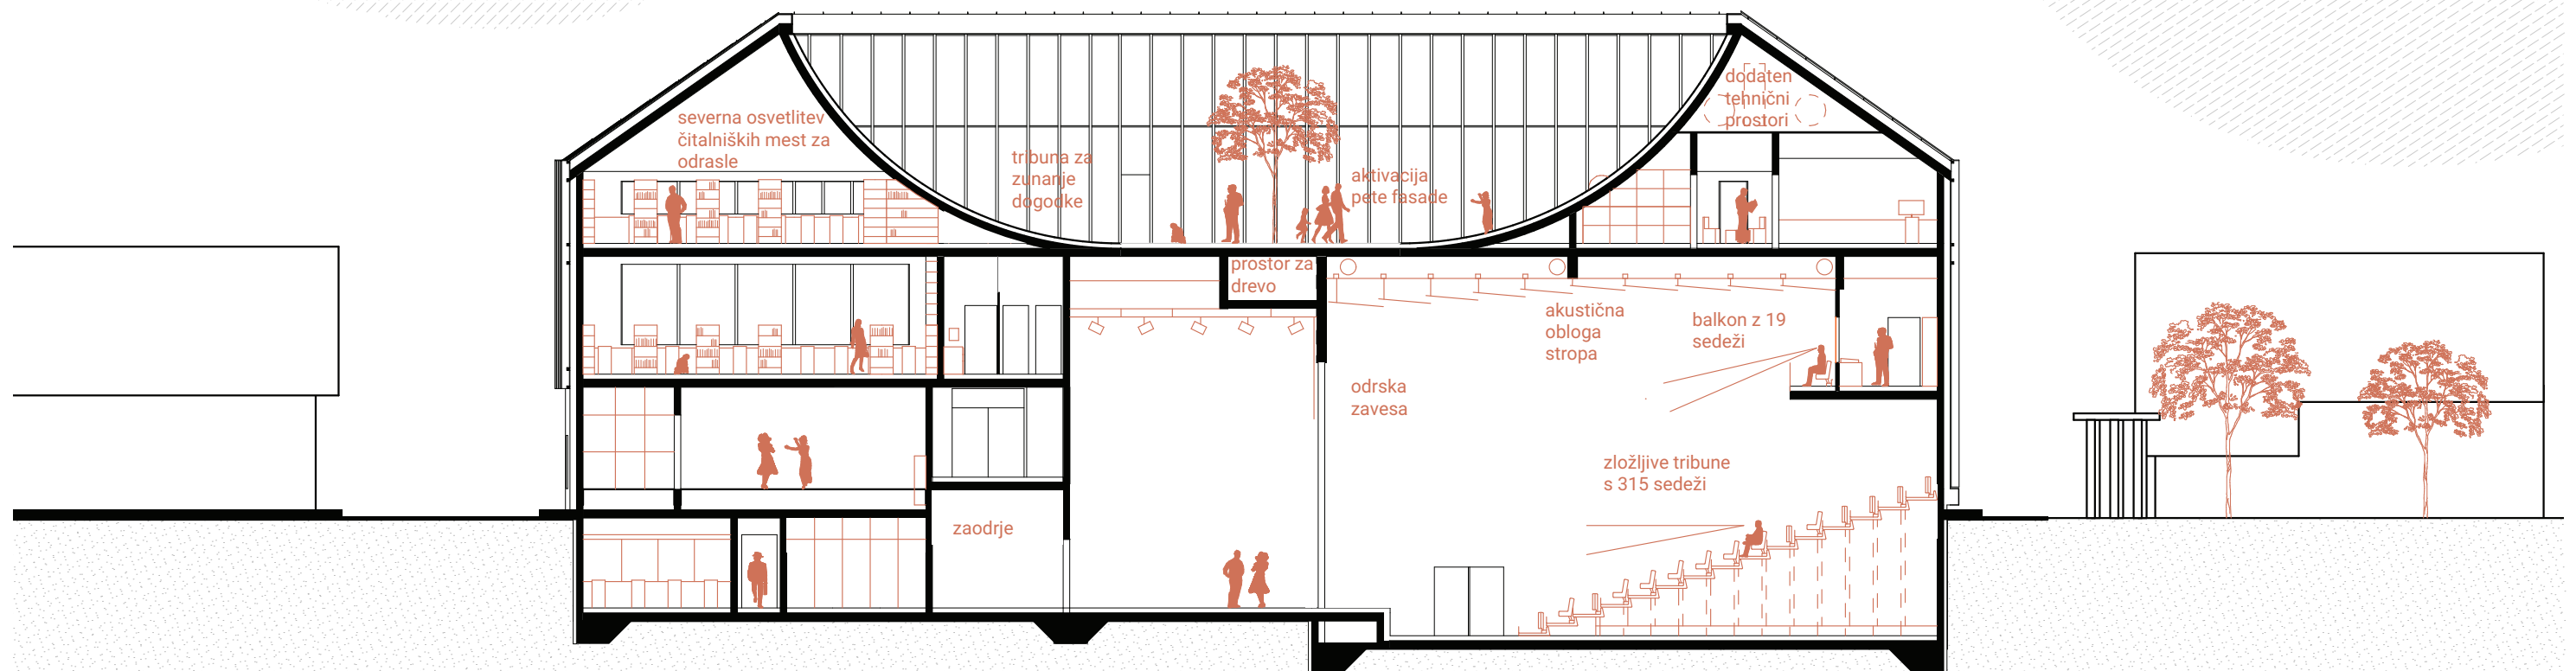 severna osvetlitev
čitalniških mest za
odrasle
tribuna za
zunanje
dogodke
aktivacija
pete fasade
dodaten
tehnični
prostori
prostor za
drevo
akustična
obloga
stropa
balkon z 19
sedeži
odrska
zavesa
zložljive tribune
s 315 sedeži
zaodrje